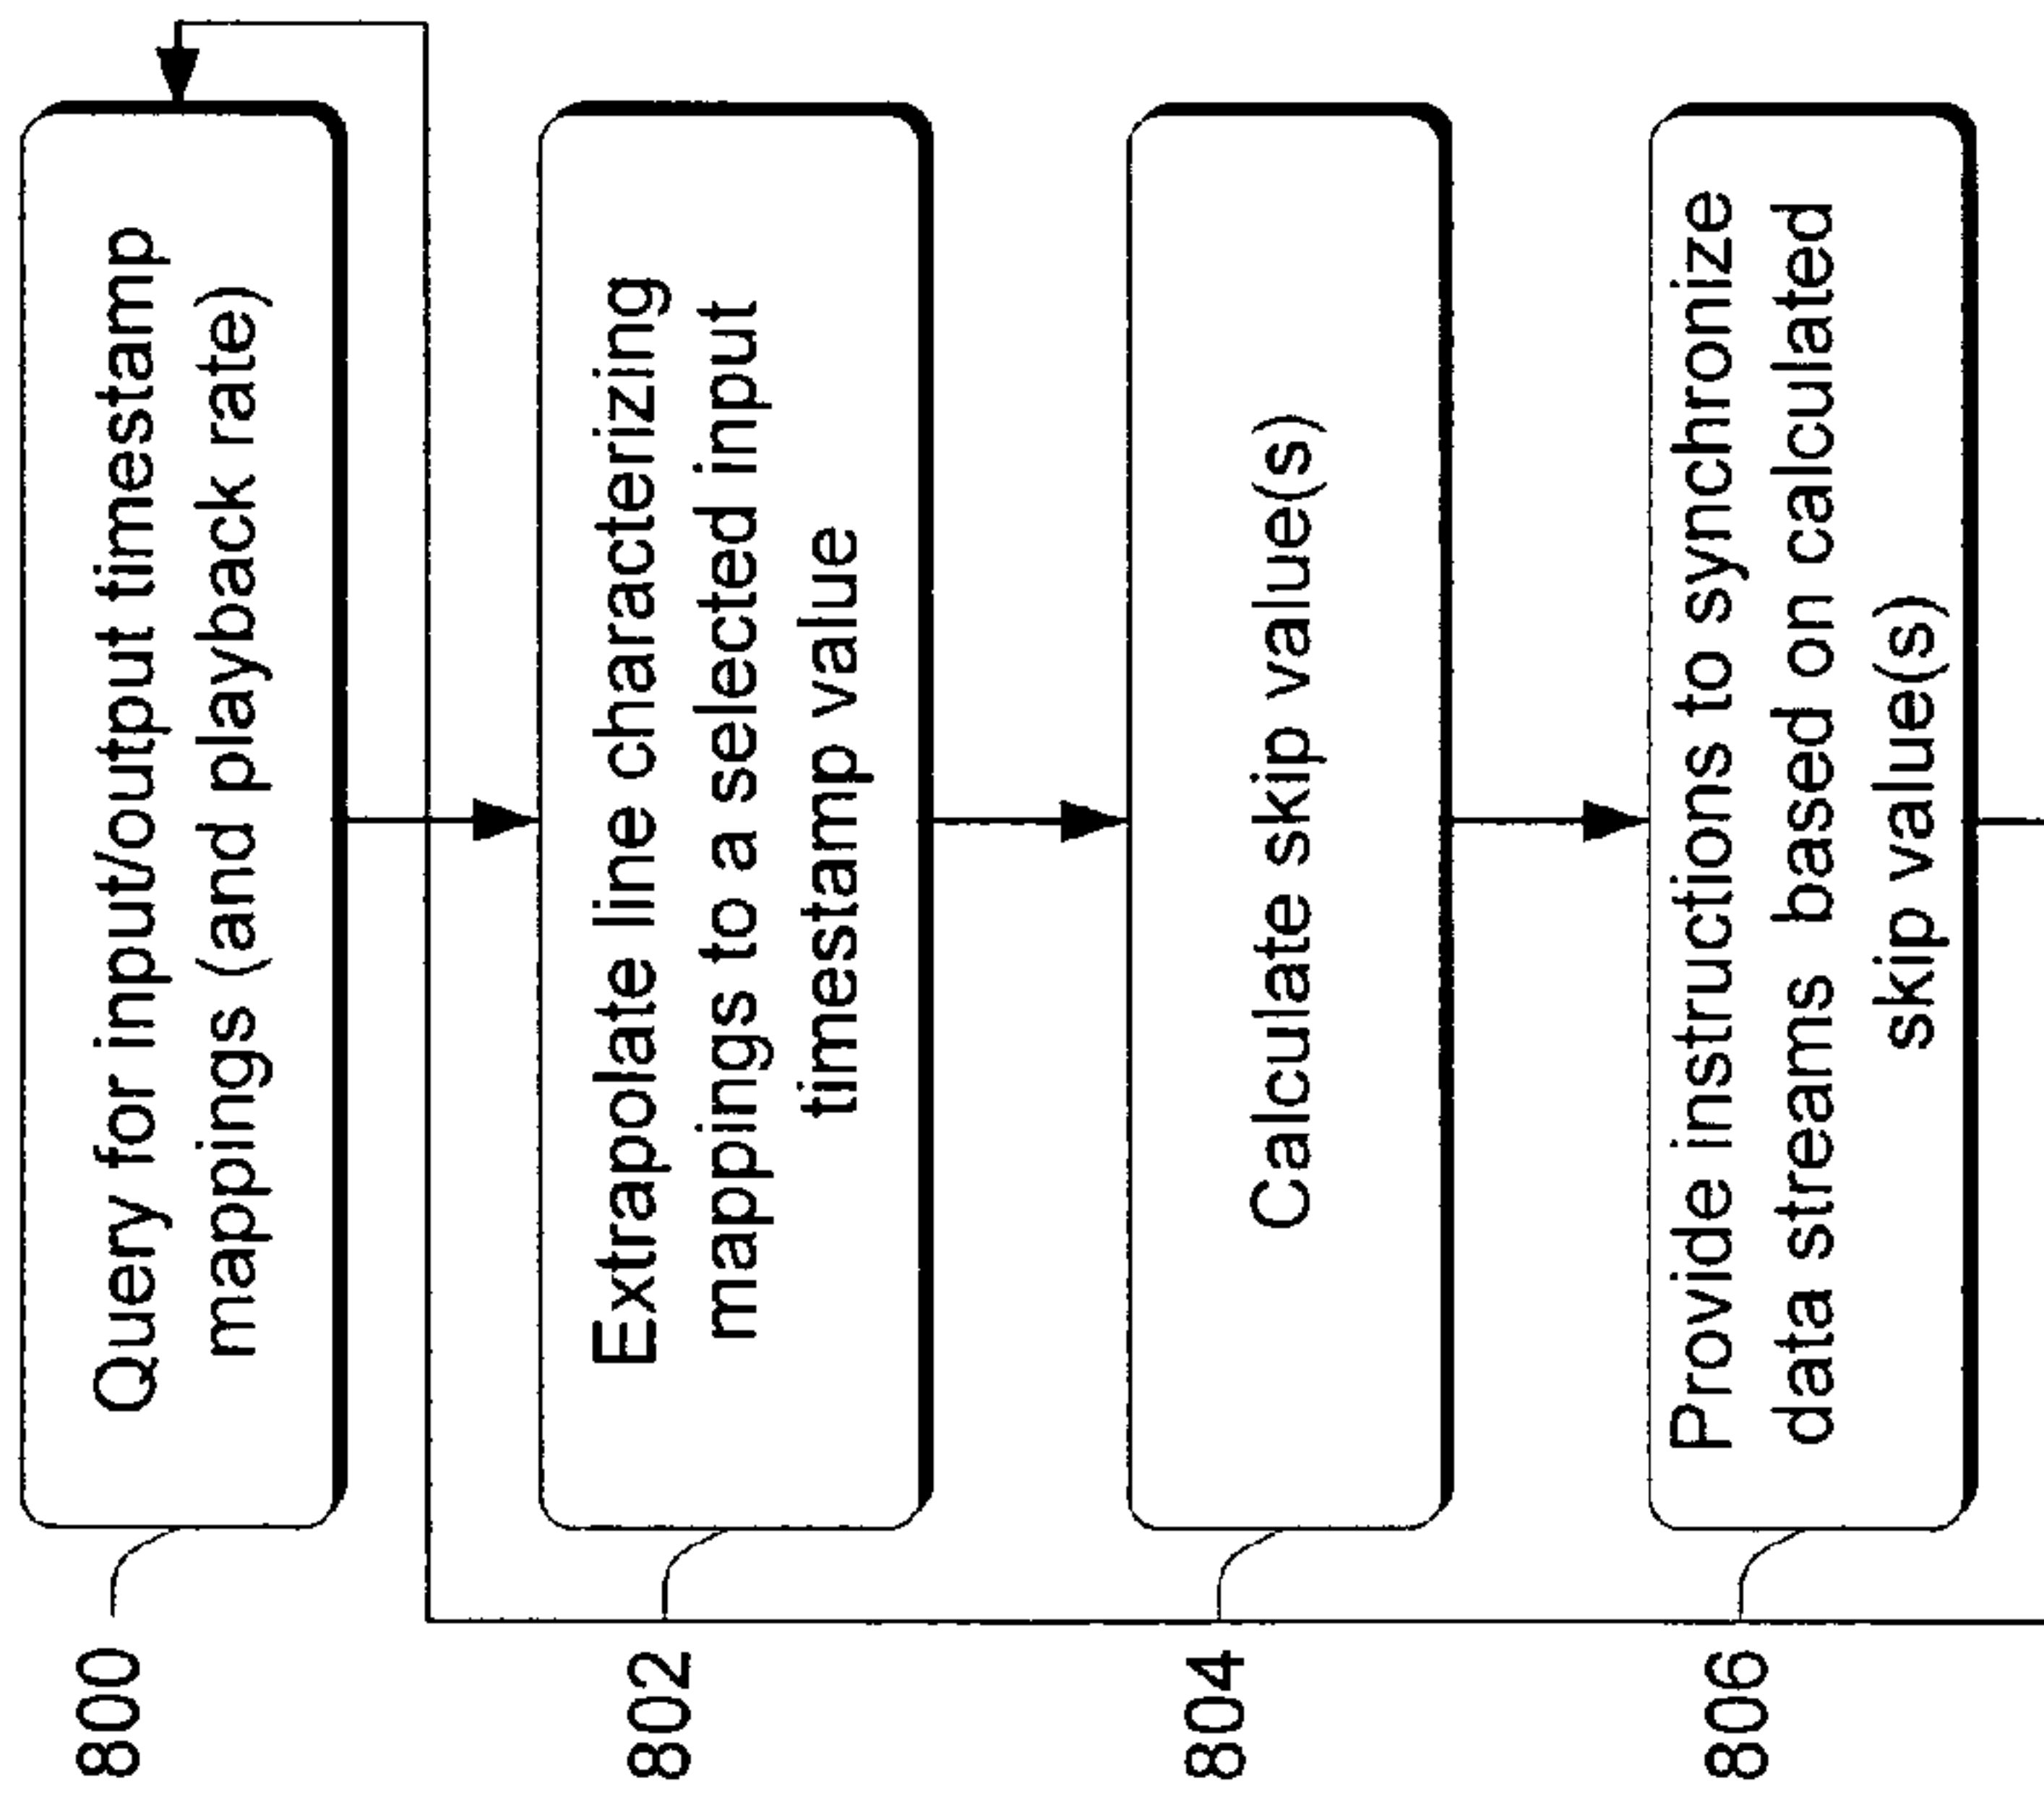 800
Query for input/output timestamp
mappings (and playback rate)
802
Extrapolate line characterizing
mappings to a selected input
timestamp value
804
Calculate skip value(s)
806
Provide instructions to synchronize
data streams based on calculated
skip value(s)